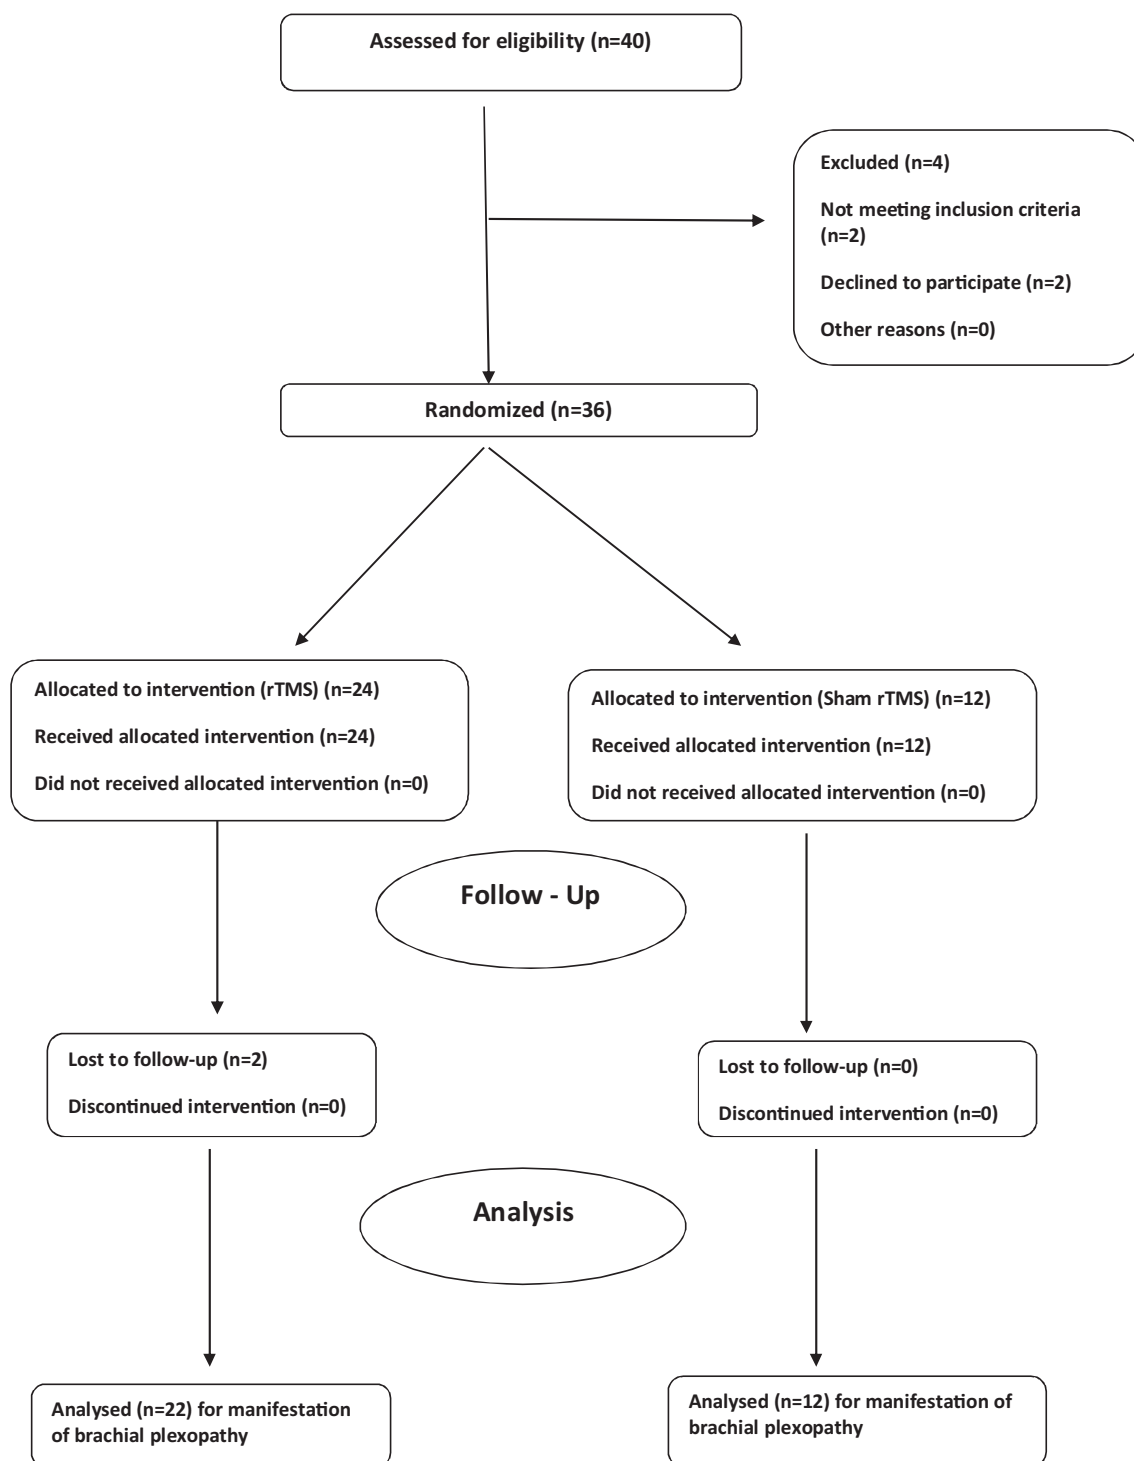 Assessed for eligibility (n=40)
Excluded (n=4)
Not meeting inclusion criteria
(n=2)
Declined to participate (n=2)
Other reasons (n=0)
Randomized (n=36)
Allocated to intervention (rTMS) (n=24)
Received allocated intervention (n=24)
Did not received allocated intervention (n=0)
Allocated to intervention (Sham rTMS) (n=12)
Received allocated intervention (n=12)
Did not received allocated intervention (n=0)
Follow - Up
Lost to follow-up (n=2)
Discontinued intervention (n=0)
Lost to follow-up (n=0)
Discontinued intervention (n=0)
Analysis
Analysed (n=22) for manifestation
of brachial plexopathy
Analysed (n=12) for manifestation of
brachial plexopathy